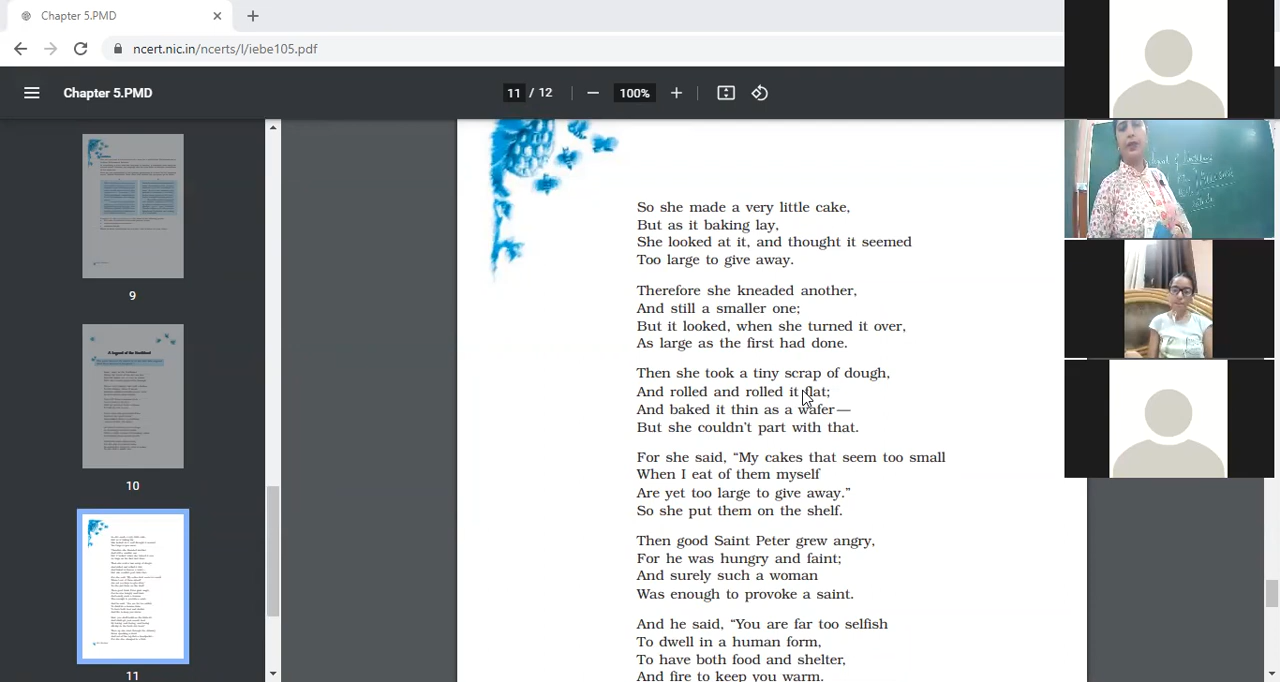 Chapter 5.PMD
ncert.nic.in/ncerts/l/iebe105.pdf
Chapter 5.PMD
11 / 12
100%
9
10
11
So she made a very little cake,
But as it baking lay,
She looked at it, and thought it seemed
Too large to give away.
Therefore she kneaded another,
And still a smaller one;
But it looked, when she turned it over,
As large as the first had done.
Then she took a tiny scrap of dough,
And rolled and rolled it
And baked it thin as a —
But she couldn't part with that.
For she said, “My cakes that seem too small
When I eat of them myself
Are yet too large to give away.”
So she put them on the shelf.
Then good Saint Peter grew angry,
For he was hungry and faint;
And surely such a woman
Was enough to provoke a saint.
And he said, “You are far too selfish
To dwell in a human form,
To have both food and shelter,
And fire to keep you warm.